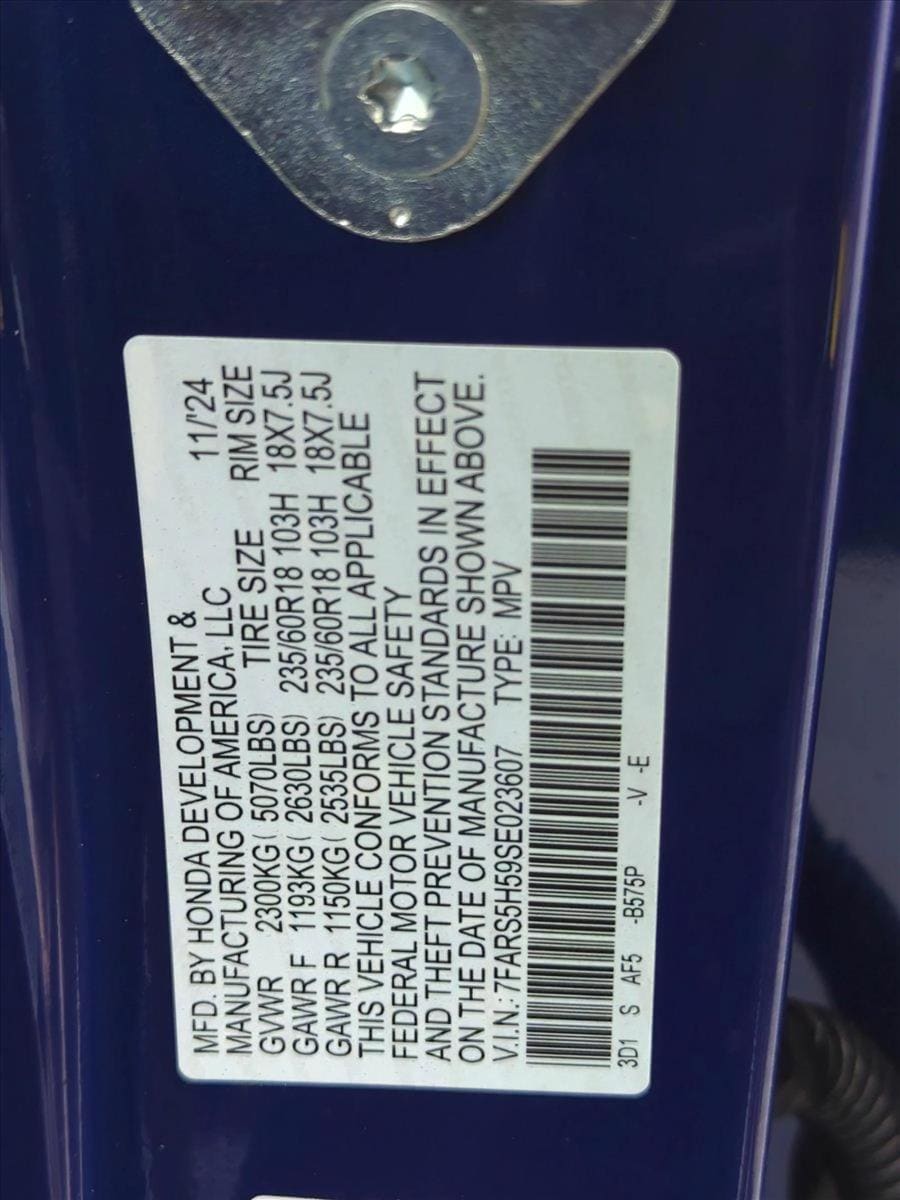 MFD. BY HONDA DEVELOPMENT & 11/'24
MANUFACTURING OF AMERICA, LLC
TIRE SIZE RIM SIZE
GVWR 2300KG ( 5070LBS)
GAWR F 1193KG ( 2630LBS) 235/60R18 103H 18X7.5J
GAWR R 1150KG ( 2535LBS) 235/60R18 103H 18X7.5J
THIS VEHICLE CONFORMS TO ALL APPLICABLE
FEDERAL MOTOR VEHICLE SAFETY
AND THEFT PREVENTION STANDARDS IN EFFECT
ON THE DATE OF MANUFACTURE SHOWN ABOVE.
V.I.N.: 7FARS5H59SE023607 TYPE: MPV
3D1 S AF5 -B575P -V -E